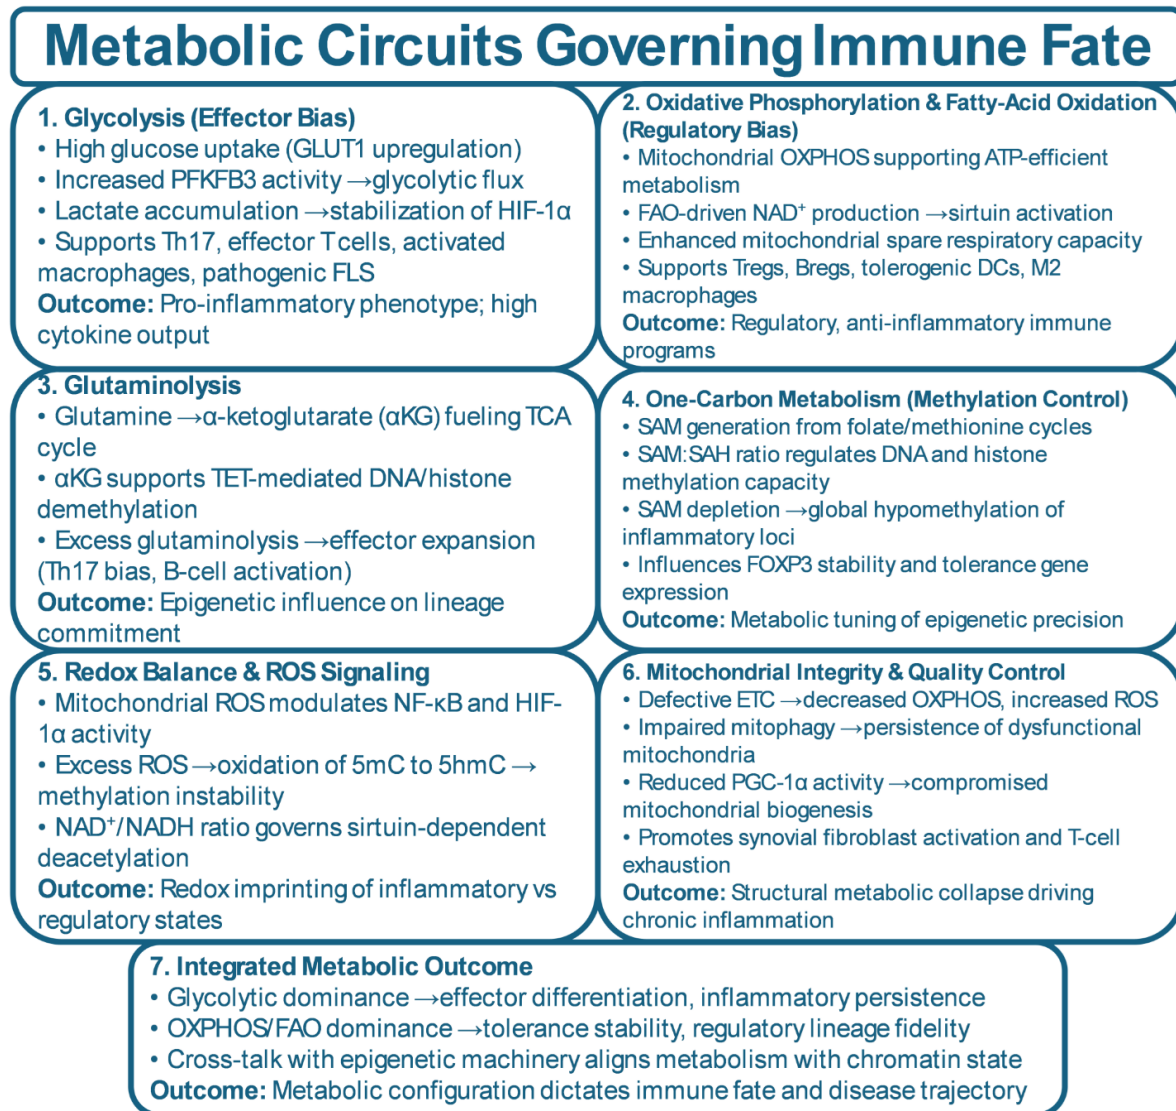 Metabolic Circuits Governing Immune Fate
1. Glycolysis (Effector Bias)
• High glucose uptake (GLUT1 upregulation)
• Increased PFKFB3 activity →glycolytic flux
• Lactate accumulation →stabilization of HIF-1α
• Supports Th17, effector T cells, activated
macrophages, pathogenic FLS
Outcome: Pro-inflammatory phenotype; high
cytokine output
2. Oxidative Phosphorylation & Fatty-Acid Oxidation
(Regulatory Bias)
• Mitochondrial OXPHOS supporting ATP-efficient
metabolism
• FAO-driven NAD⁺ production →sirtuin activation
• Enhanced mitochondrial spare respiratory capacity
• Supports Tregs, Bregs, tolerogenic DCs, M2
macrophages
Outcome: Regulatory, anti-inflammatory immune
programs
3. Glutaminolysis
• Glutamine →α-ketoglutarate (αKG) fueling TCA
cycle
• αKG supports TET-mediated DNA/histone
demethylation
• Excess glutaminolysis →effector expansion
(Th17 bias, B-cell activation)
Outcome: Epigenetic influence on lineage
commitment
4. One-Carbon Metabolism (Methylation Control)
• SAM generation from folate/methionine cycles
• SAM:SAH ratio regulates DNA and histone
methylation capacity
• SAM depletion →global hypomethylation of
inflammatory loci
• Influences FOXP3 stability and tolerance gene
expression
Outcome: Metabolic tuning of epigenetic precision
5. Redox Balance & ROS Signaling
• Mitochondrial ROS modulates NF-κB and HIF-
1α activity
• Excess ROS →oxidation of 5mC to 5hmC →
methylation instability
• NAD⁺/NADH ratio governs sirtuin-dependent
deacetylation
Outcome: Redox imprinting of inflammatory vs
regulatory states
6. Mitochondrial Integrity & Quality Control
• Defective ETC →decreased OXPHOS, increased ROS
• Impaired mitophagy →persistence of dysfunctional
mitochondria
• Reduced PGC-1α activity →compromised
mitochondrial biogenesis
• Promotes synovial fibroblast activation and T-cell
exhaustion
Outcome: Structural metabolic collapse driving
chronic inflammation
7. Integrated Metabolic Outcome
• Glycolytic dominance →effector differentiation, inflammatory persistence
• OXPHOS/FAO dominance →tolerance stability, regulatory lineage fidelity
• Cross-talk with epigenetic machinery aligns metabolism with chromatin state
Outcome: Metabolic configuration dictates immune fate and disease trajectory